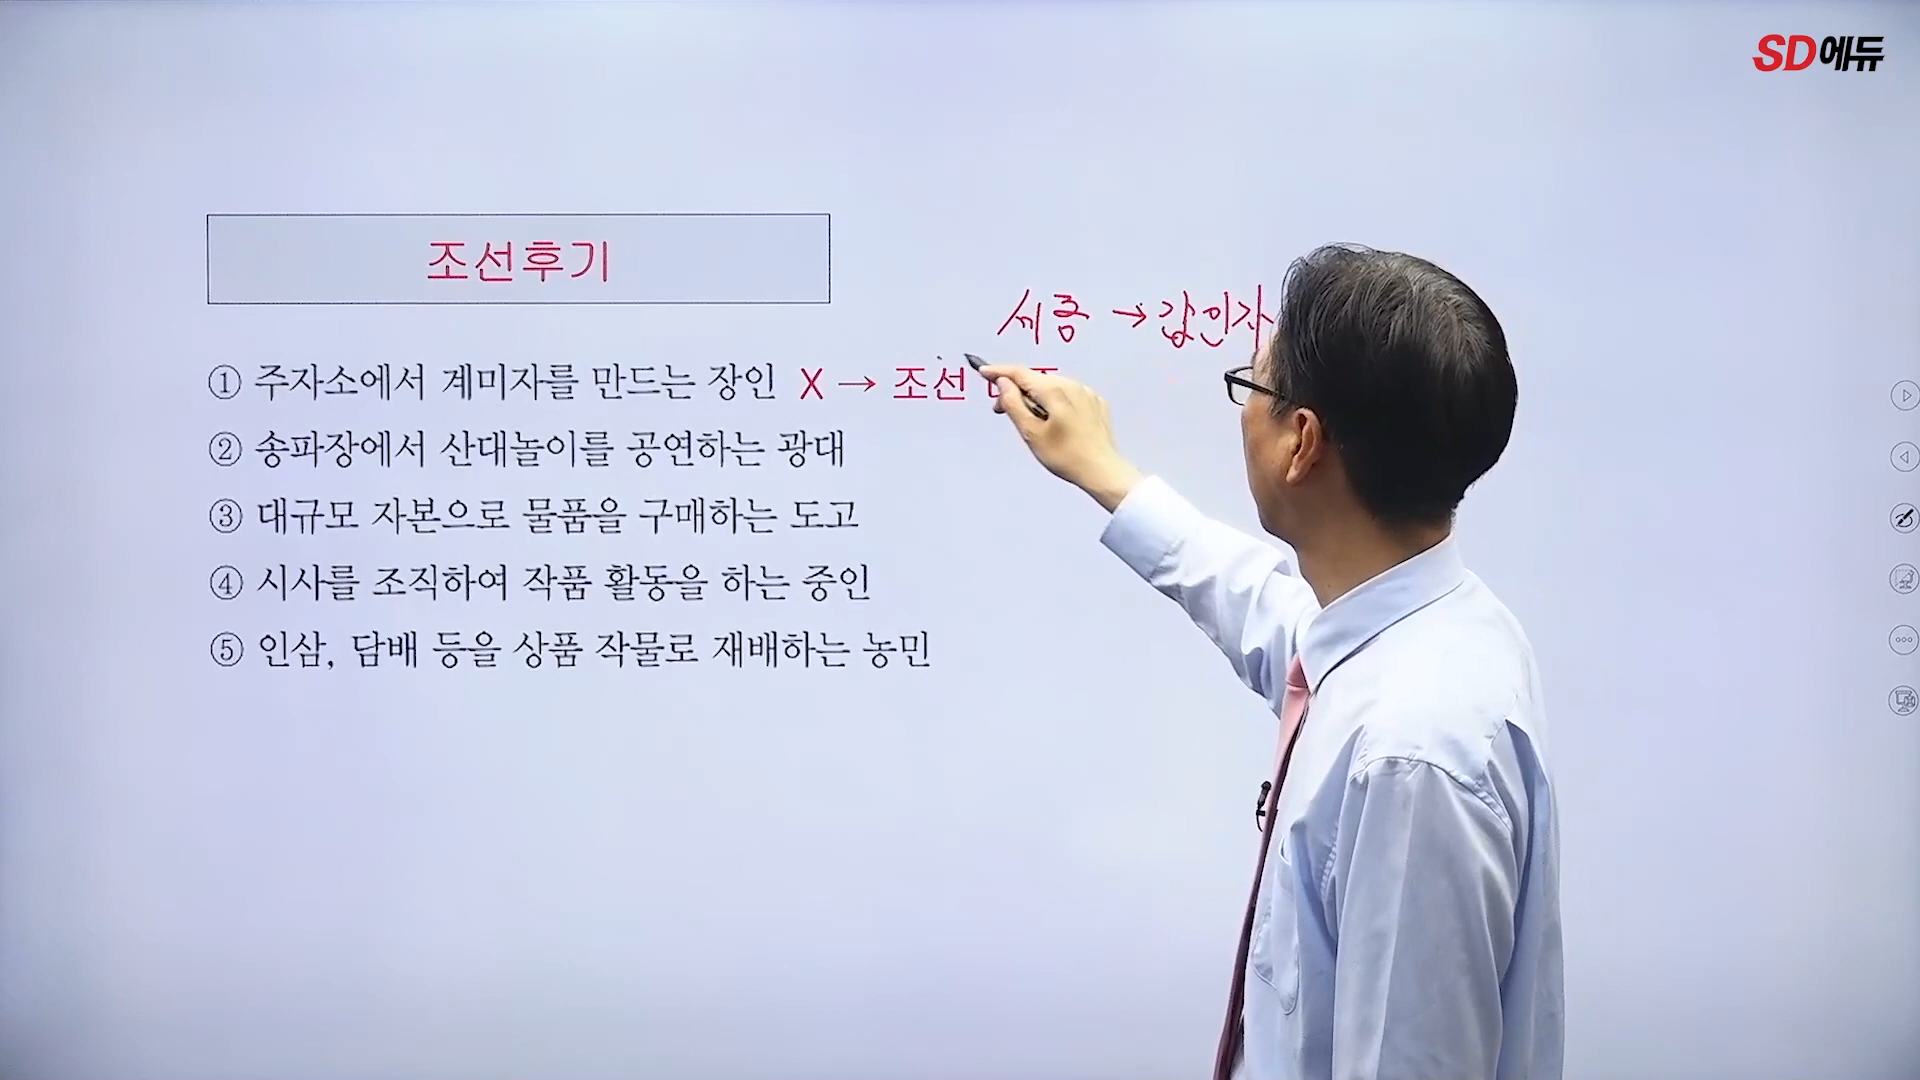 SD에듀
조선후기
세종 → 갑인자
① 주자소에서 계미자를 만드는 장인 X → 조선
② 송파장에서 산대놀이를 공연하는 광대
③ 대규모 자본으로 물품을 구매하는 도고
④ 시사를 조직하여 작품 활동을 하는 중인
⑤ 인삼, 담배 등을 상품 작물로 재배하는 농민